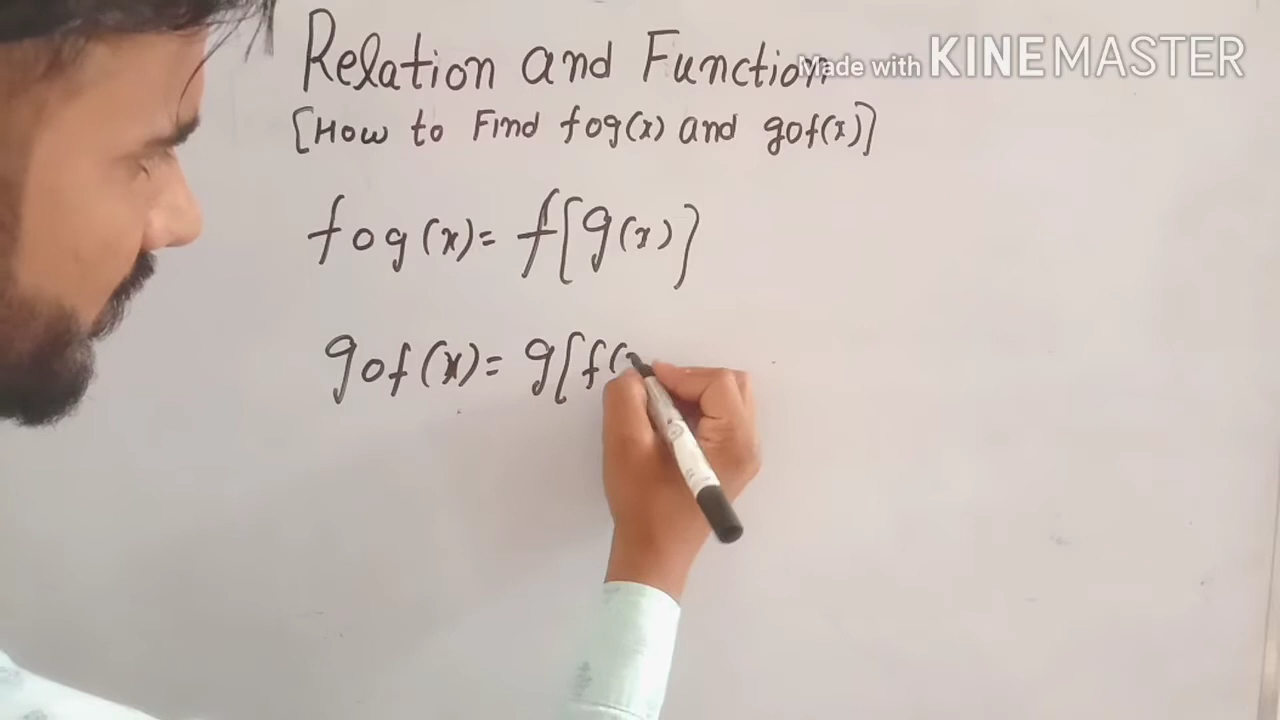 Relation and Function
Made with KINEMASTER
[How to Find fog(x) and gof(x)]
fog(x)= f[g(x)]
gof(x)= g[f(